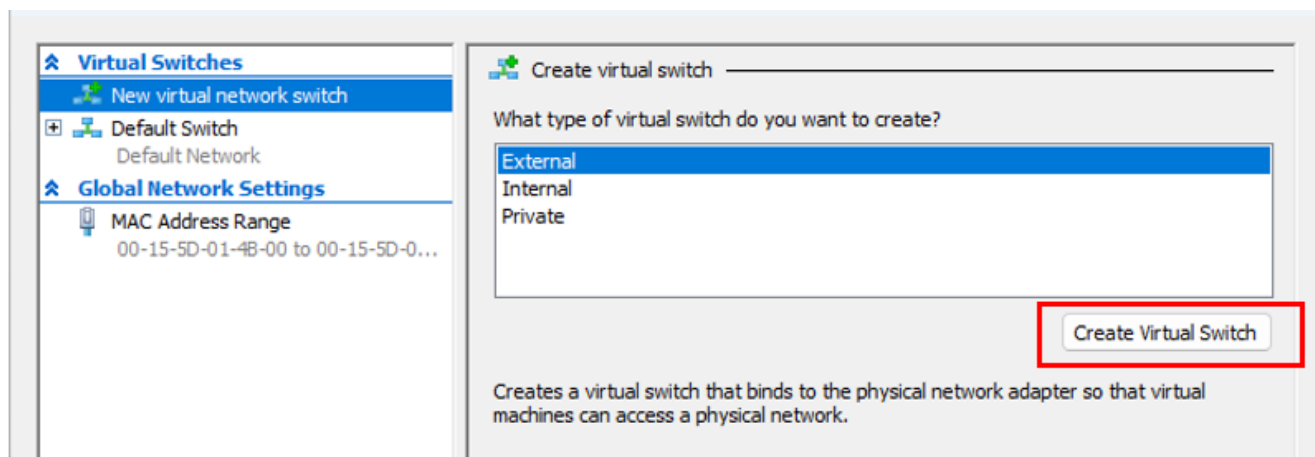 Virtual Switches
New virtual network switch
Default Switch
Default Network
Global Network Settings
MAC Address Range
00-15-5D-01-4B-00 to 00-15-5D-0...
Create virtual switch
What type of virtual switch do you want to create?
External
Internal
Private
Create Virtual Switch
Creates a virtual switch that binds to the physical network adapter so that virtual
machines can access a physical network.